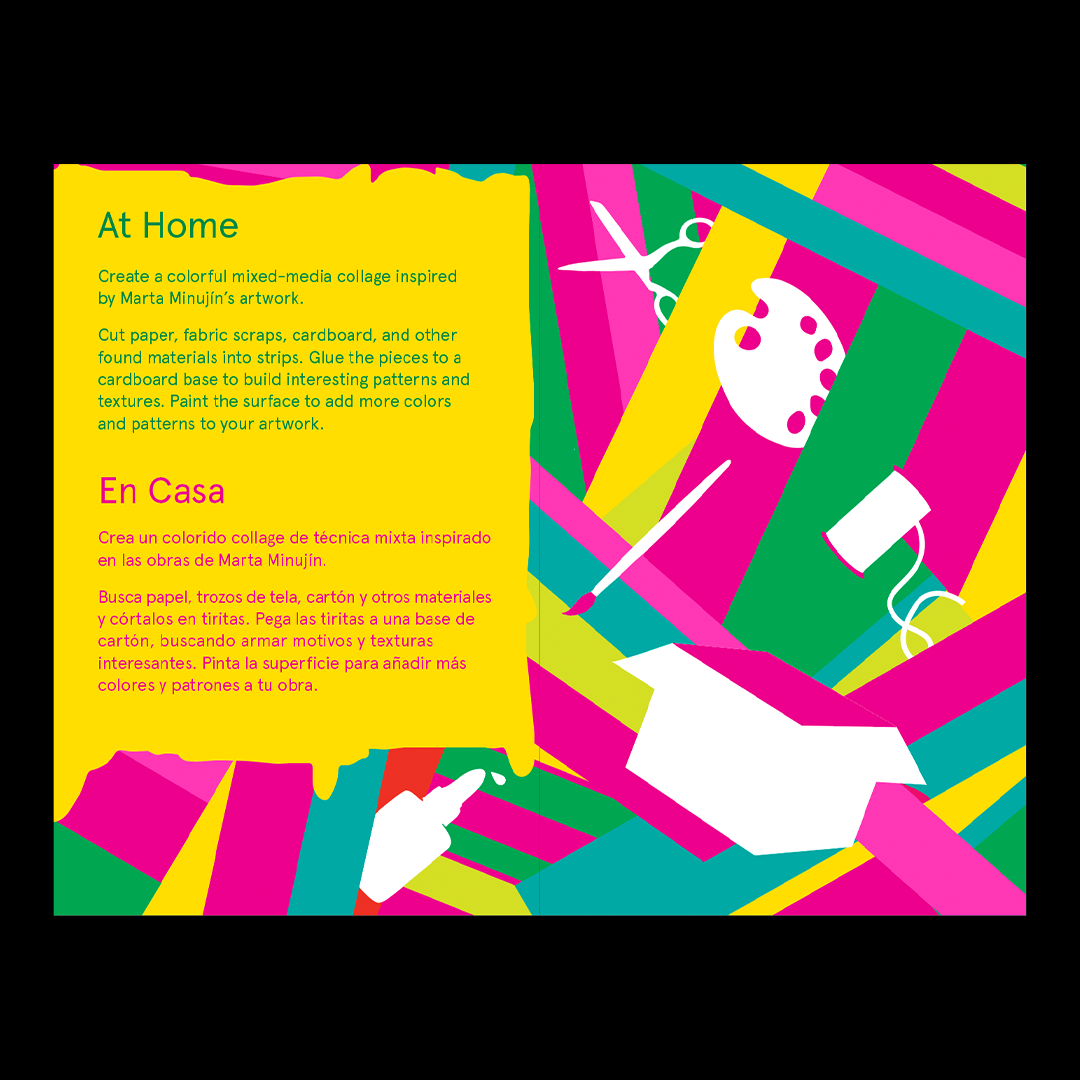 At Home
Create a colorful mixed-media collage inspired
by Marta Minujín’s artwork.
Cut paper, fabric scraps, cardboard, and other
found materials into strips. Glue the pieces to a
cardboard base to build interesting patterns and
textures. Paint the surface to add more colors
and patterns to your artwork.
En Casa
Crea un colorido collage de técnica mixta inspirado
en las obras de Marta Minujín.
Busca papel, trozos de tela, cartón y otros materiales
y córtalos en tiritas. Pega las tiritas a una base de
cartón, buscando armar motivos y texturas
interesantes. Pinta la superficie para añadir más
colores y patrones a tu obra.